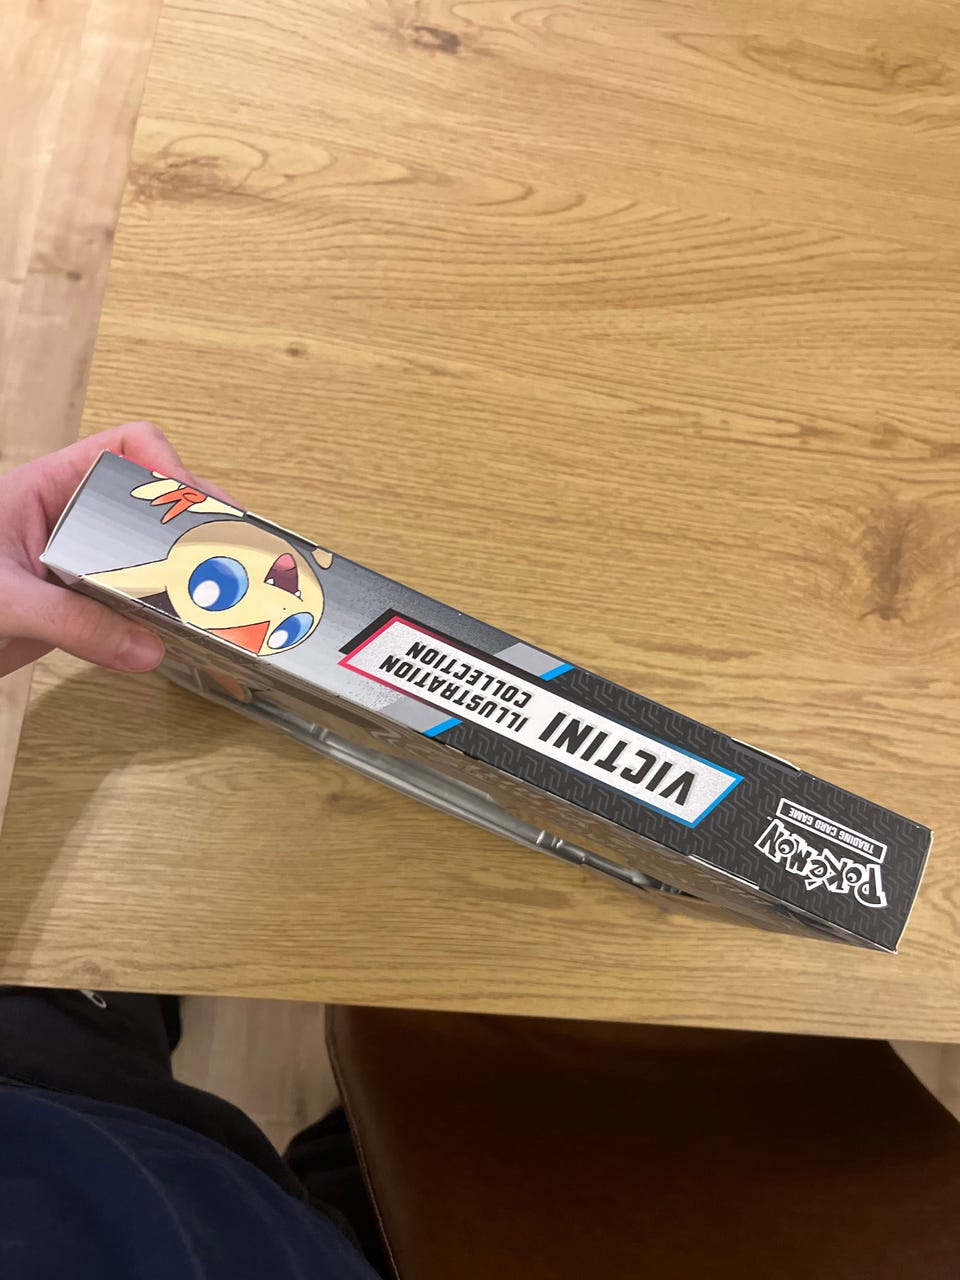 Pokémon
TRADING CARD GAME
VICTINI
ILLUSTRATION
COLLECTION